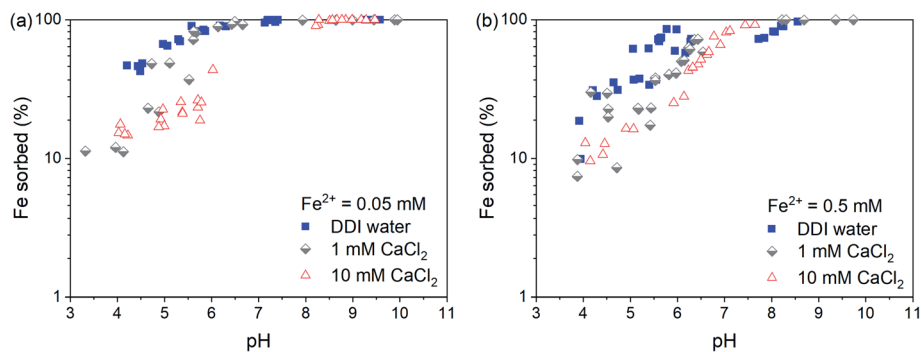 (a)
Fe sorbed (%)
100
10
1
3 4 5 6 7 8 9 10 11
pH
Fe²⁺ = 0.05 mM
DDI water
1 mM CaCl₂
10 mM CaCl₂
(b)
Fe sorbed (%)
100
10
1
3 4 5 6 7 8 9 10 11
pH
Fe²⁺ = 0.5 mM
DDI water
1 mM CaCl₂
10 mM CaCl₂